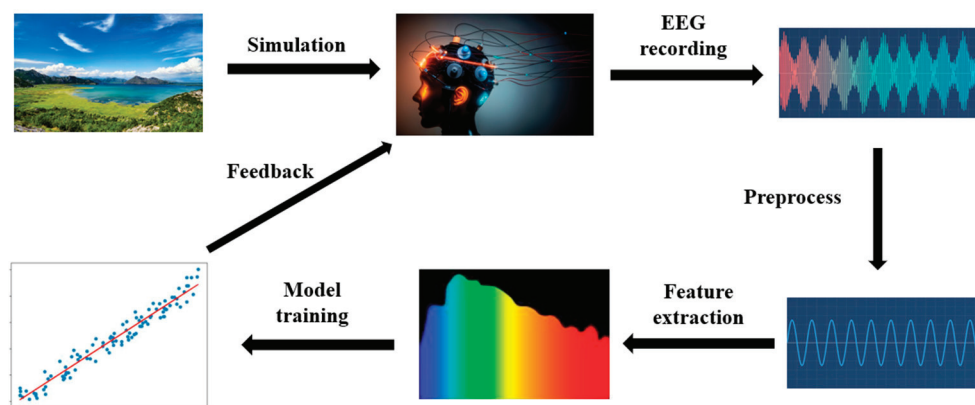 Simulation
EEG
recording
Feedback
Preprocess
Model
training
Feature
extraction